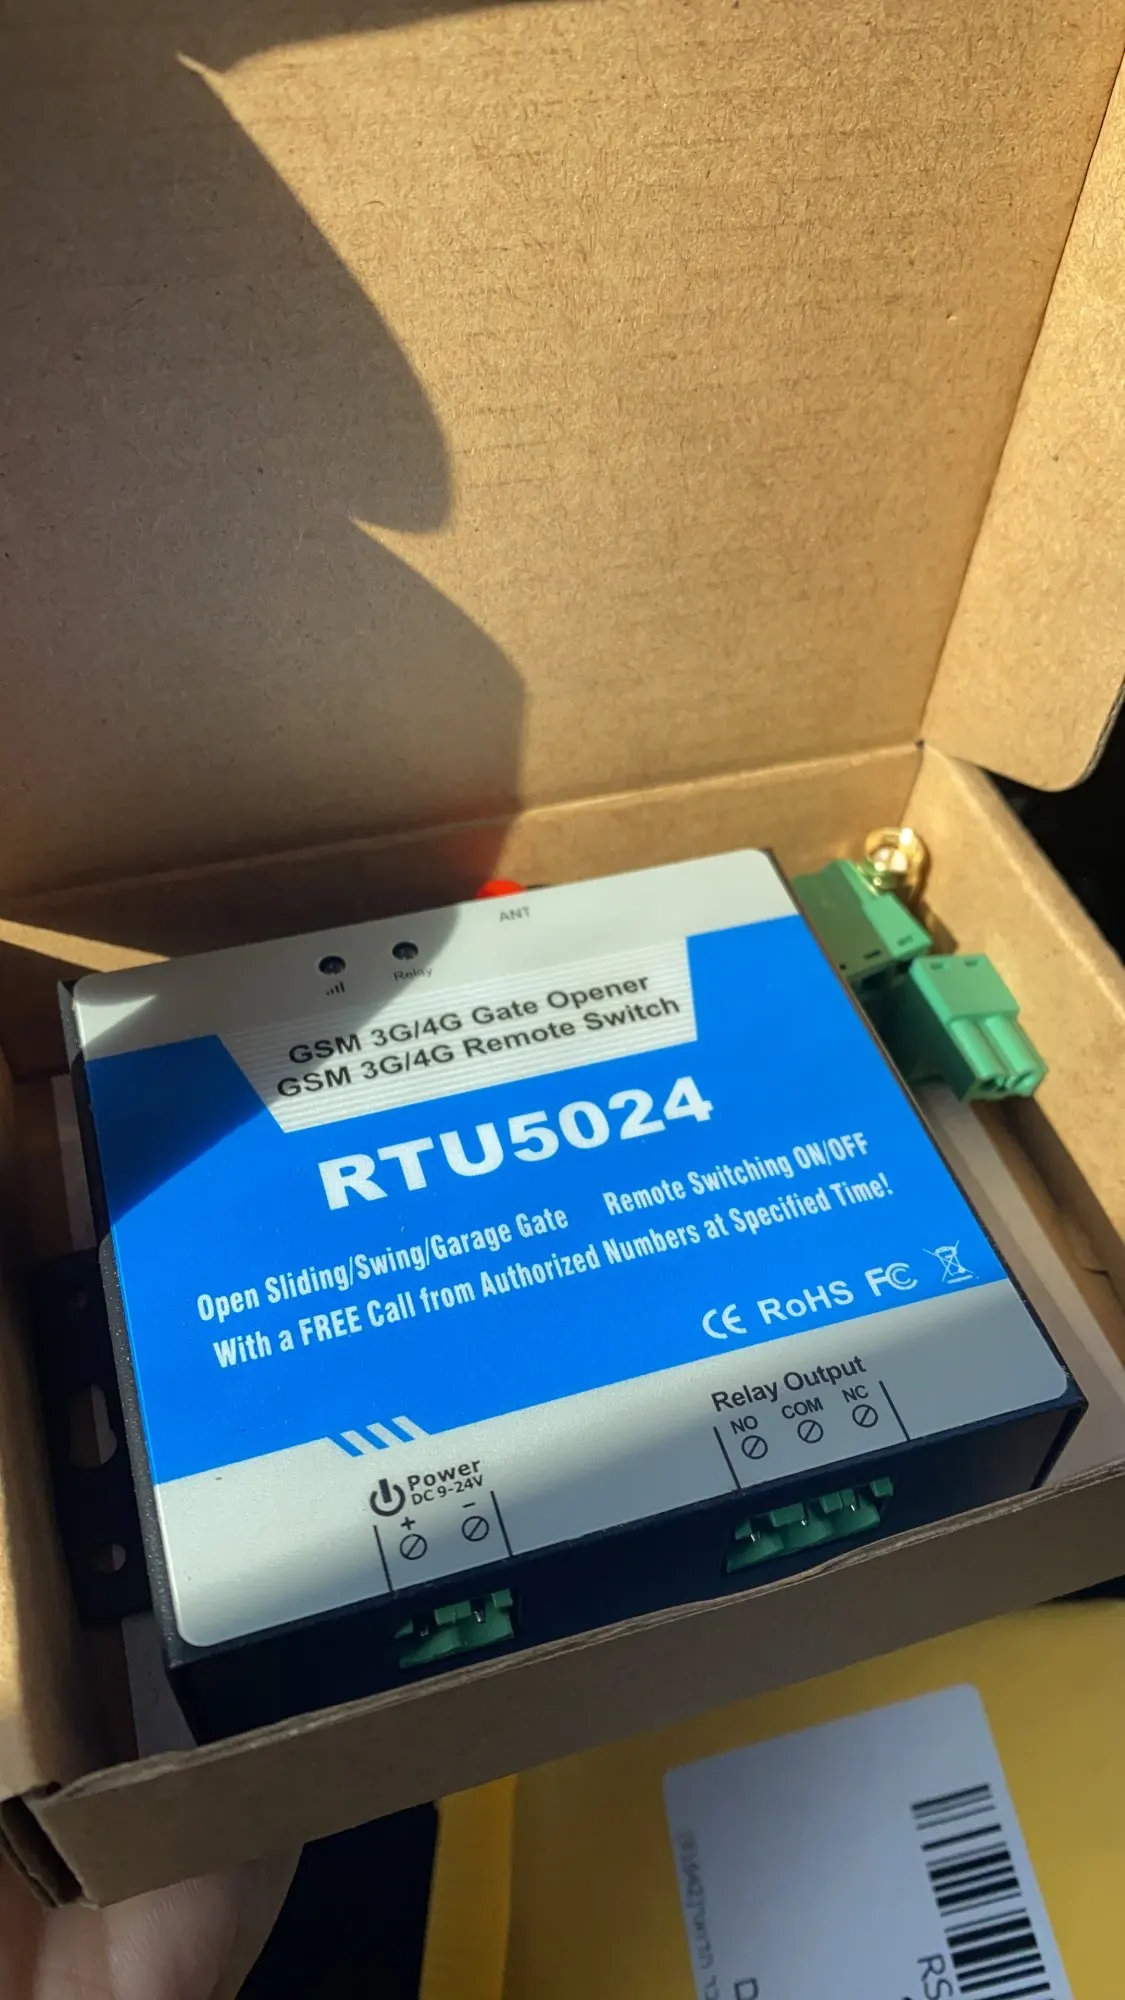 ANT
Relay
GSM 3G/4G Gate Opener
GSM 3G/4G Remote Switch
RTU5024
Open Sliding/Swing/Garage Gate Remote Switching ON/OFF
With a FREE Call from Authorized Numbers at Specified Time!
CE RoHS FC
Relay Output
NO COM NC
Power
DC 9-24V
+ -
RS
D